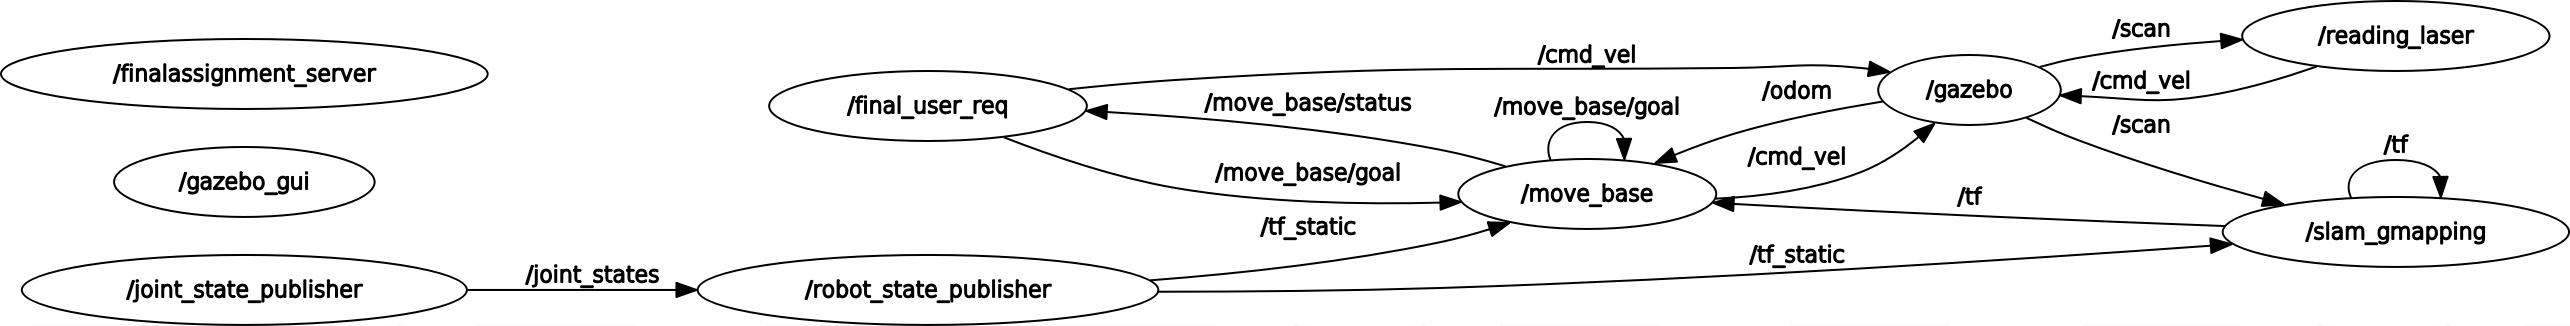 /finalassignment_server
/gazebo_gui
/joint_state_publisher
/joint_states
/final_user_req
/robot_state_publisher
/cmd_vel
/move_base/status
/move_base/goal
/move_base/goal
/tf_static
/move_base
/odom
/cmd_vel
/gazebo
/scan
/cmd_vel
/scan
/reading_laser
/tf
/tf
/tf_static
/slam_gmapping